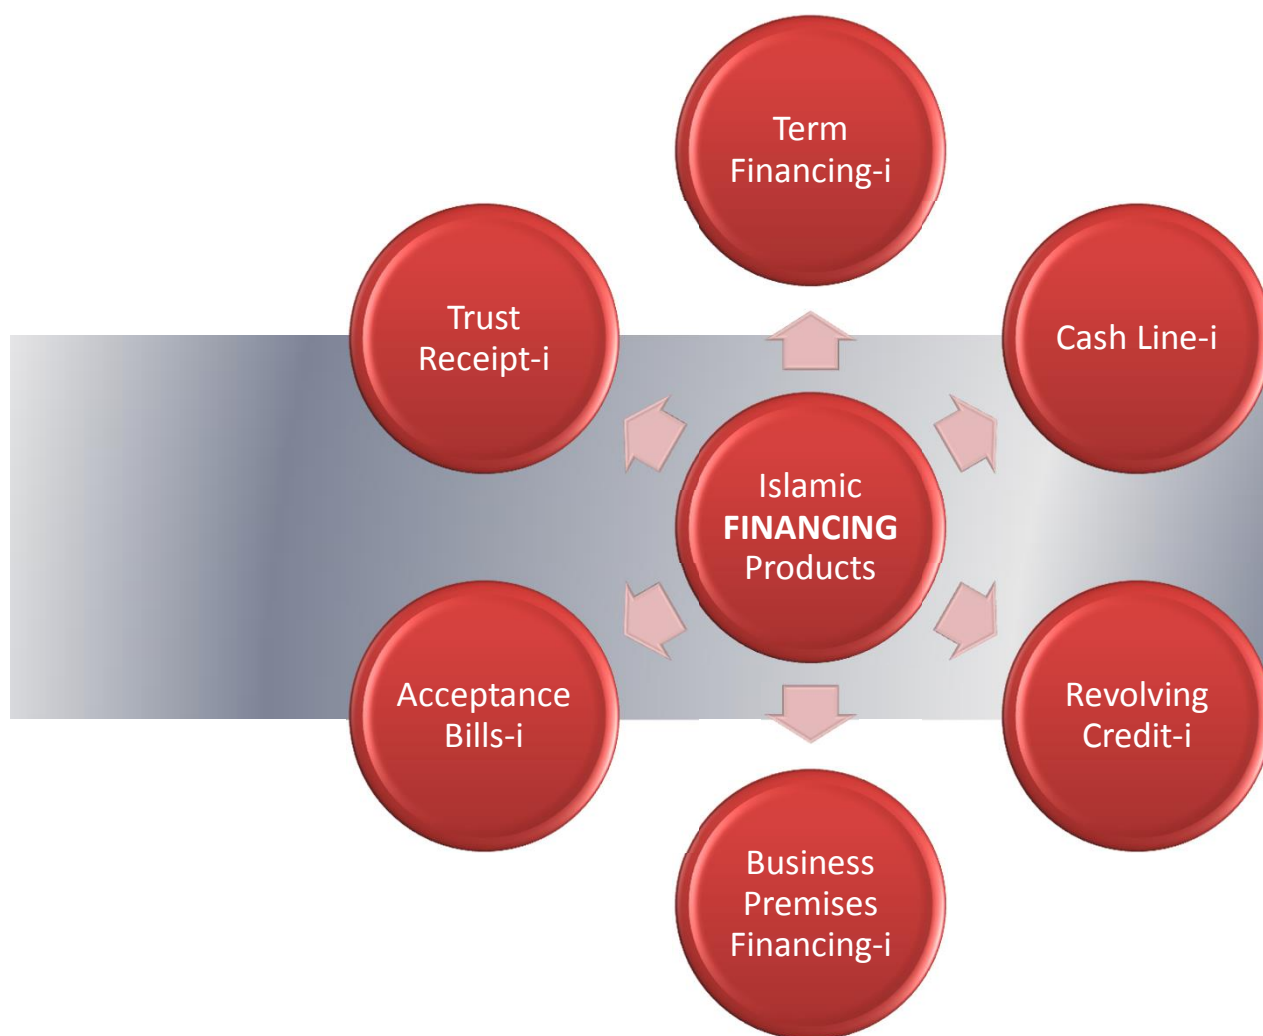 Term
Financing-i
Trust
Receipt-i
Cash Line-i
Islamic
FINANCING
Products
Acceptance
Bills-i
Revolving
Credit-i
Business
Premises
Financing-i